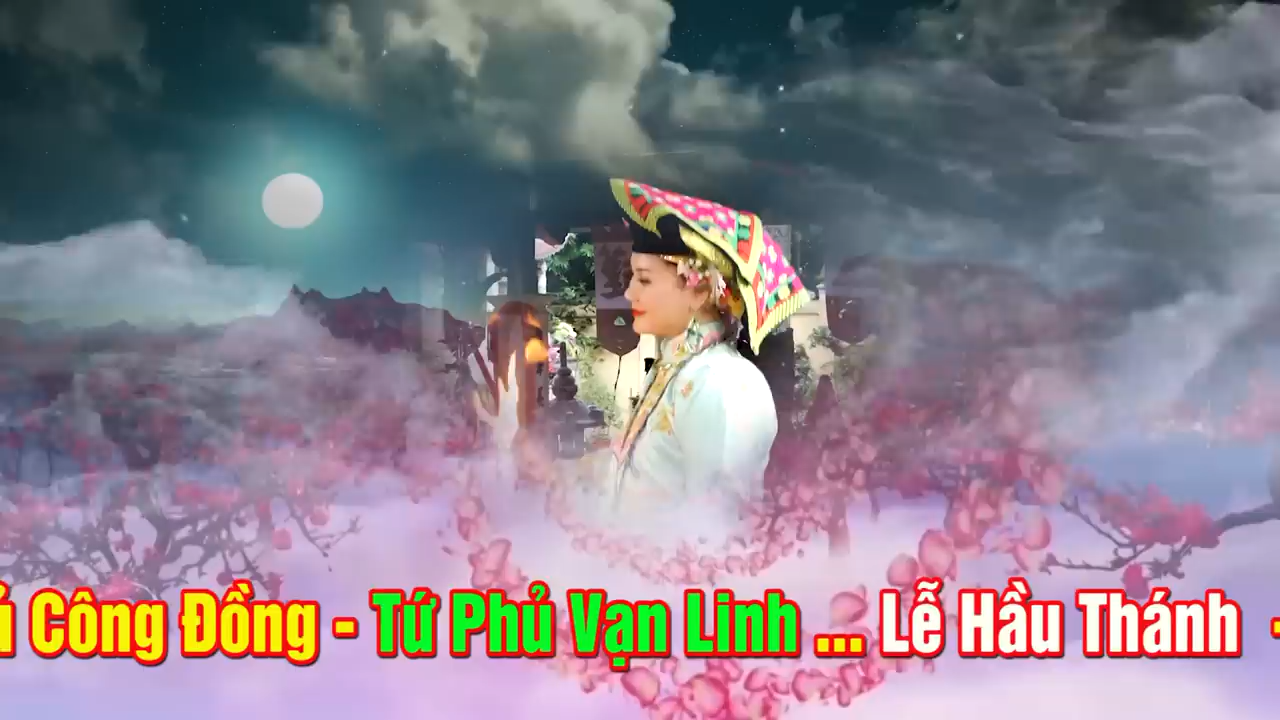 Công Đồng - Tứ Phủ Vạn Linh ... Lễ Hầu Thánh -